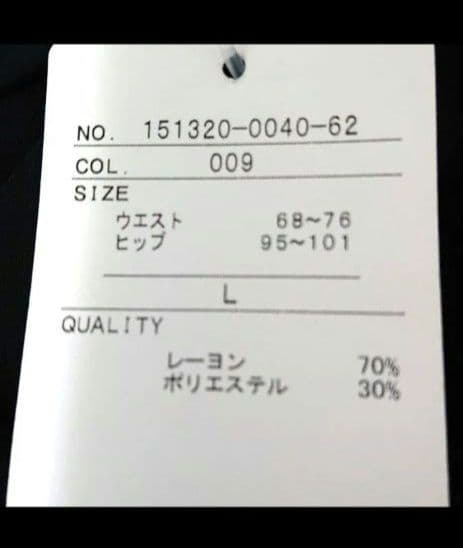 NO. 151320-0040-62
COL. 009
SIZE
ウエスト 68~76
ヒップ 95~101
L
QUALITY
レーヨン 70%
ポリエステル 30%